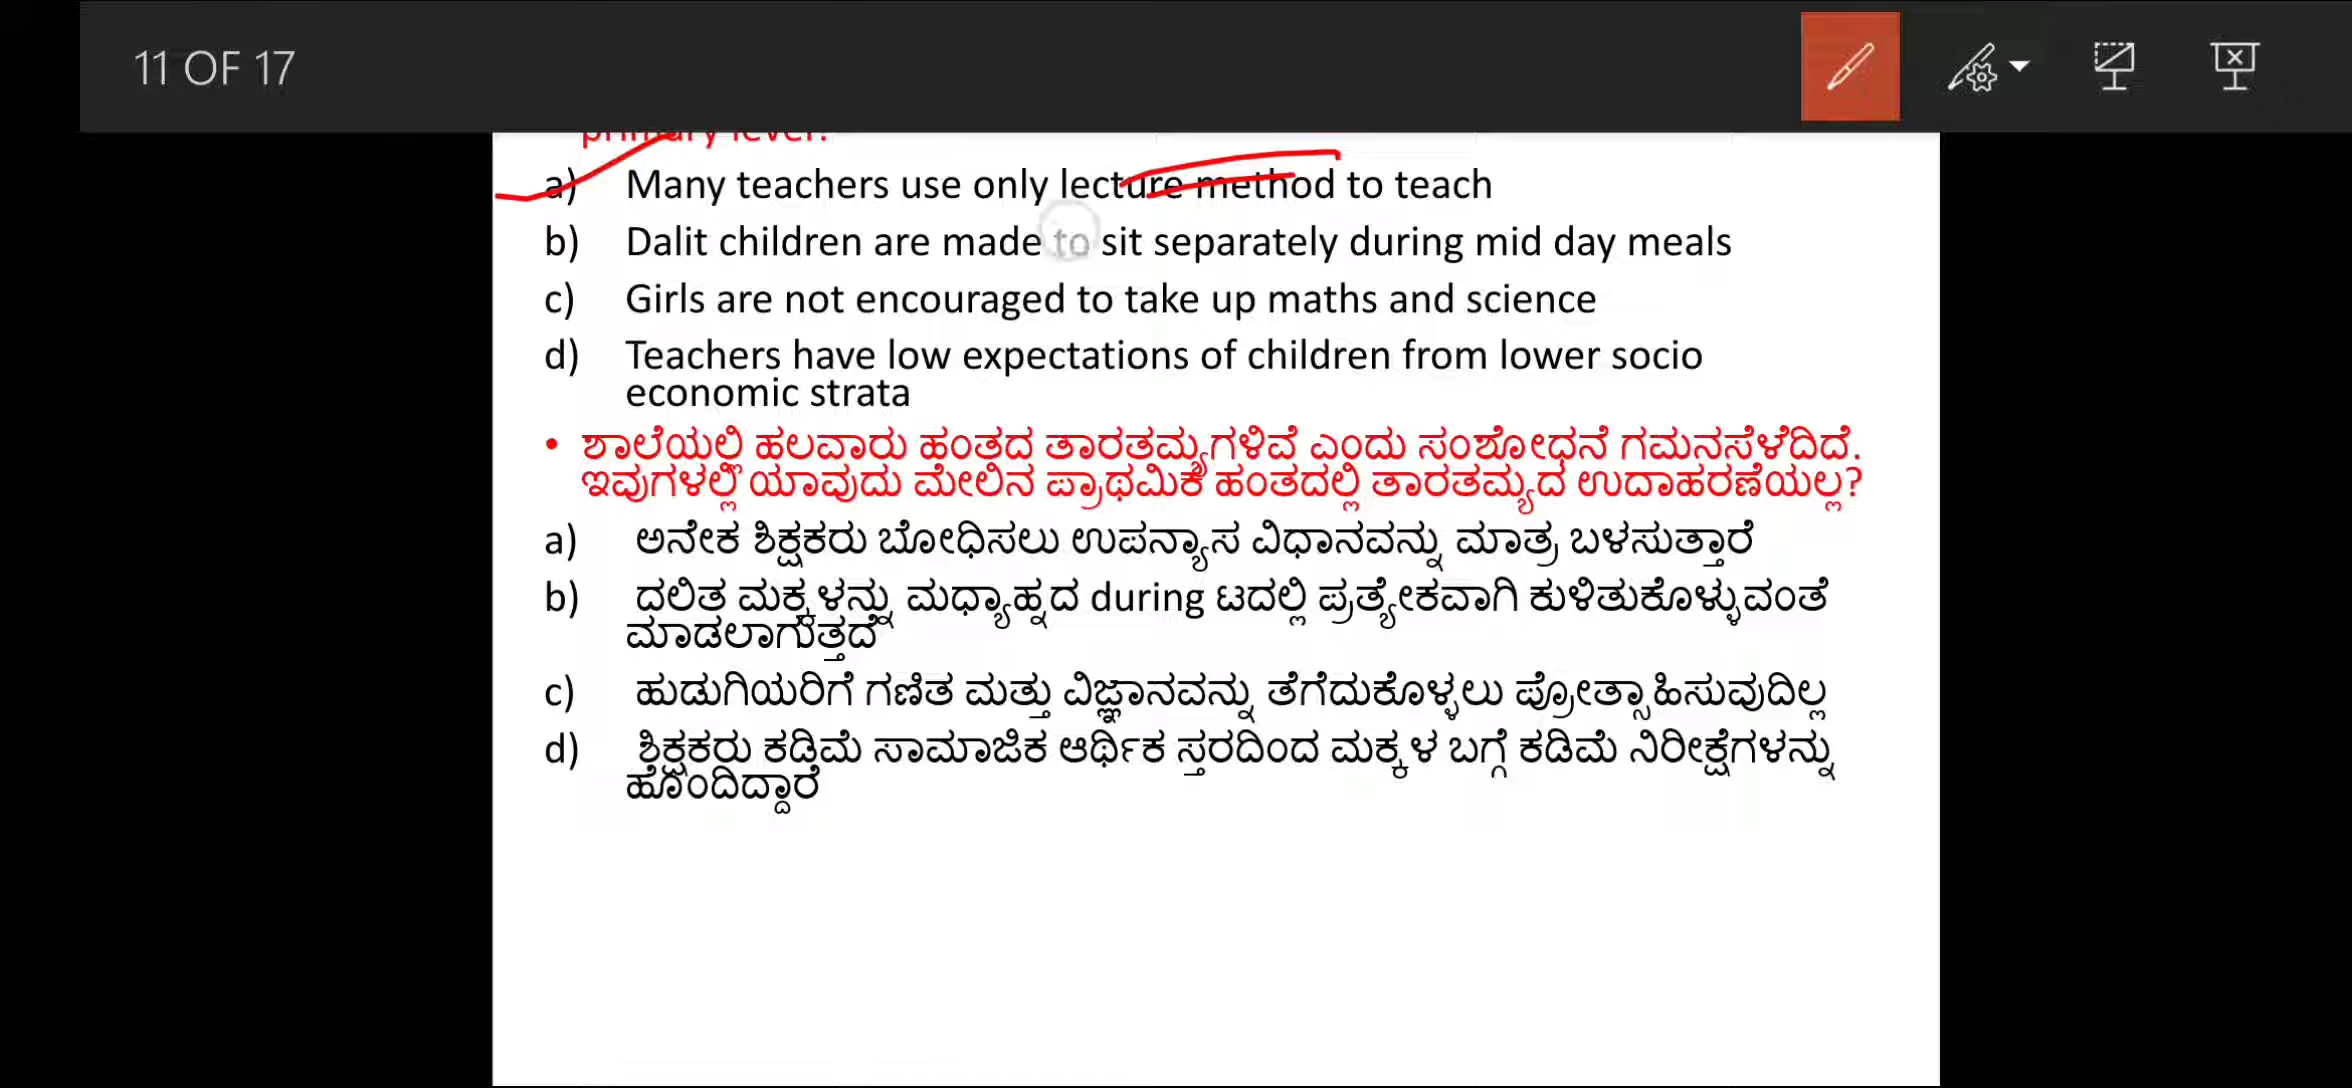 11 OF 17
primary level?
a) Many teachers use only lecture method to teach
b) Dalit children are made to sit separately during mid day meals
c) Girls are not encouraged to take up maths and science
d) Teachers have low expectations of children from lower socio
economic strata
• ಶಾಲೆಯಲ್ಲಿ ಹಲವಾರು ಹಂತದ ತಾರತಮ್ಯಗಳಿವೆ ಎಂದು ಸಂಶೋಧನೆ ಗಮನಸೆಳೆದಿದೆ.
ಇವುಗಳಲ್ಲಿ ಯಾವುದು ಮೇಲಿನ ಪ್ರಾಥಮಿಕ ಹಂತದಲ್ಲಿ ತಾರತಮ್ಯದ ಉದಾಹರಣೆಯಲ್ಲ?
a) ಅನೇಕ ಶಿಕ್ಷಕರು ಬೋಧಿಸಲು ಉಪನ್ಯಾಸ ವಿಧಾನವನ್ನು ಮಾತ್ರ ಬಳಸುತ್ತಾರೆ
b) ದಲಿತ ಮಕ್ಕಳನ್ನು ಮಧ್ಯಾಹ್ನದ during ಟದಲ್ಲಿ ಪ್ರತ್ಯೇಕವಾಗಿ ಕುಳಿತುಕೊಳ್ಳುವಂತೆ
ಮಾಡಲಾಗುತ್ತದೆ
c) ಹುಡುಗಿಯರಿಗೆ ಗಣಿತ ಮತ್ತು ವಿಜ್ಞಾನವನ್ನು ತೆಗೆದುಕೊಳ್ಳಲು ಪ್ರೋತ್ಸಾಹಿಸುವುದಿಲ್ಲ
d) ಶಿಕ್ಷಕರು ಕಡಿಮೆ ಸಾಮಾಜಿಕ ಆರ್ಥಿಕ ಸ್ತರದಿಂದ ಮಕ್ಕಳ ಬಗ್ಗೆ ಕಡಿಮೆ ನಿರೀಕ್ಷೆಗಳನ್ನು
ಹೊಂದಿದ್ದಾರೆ